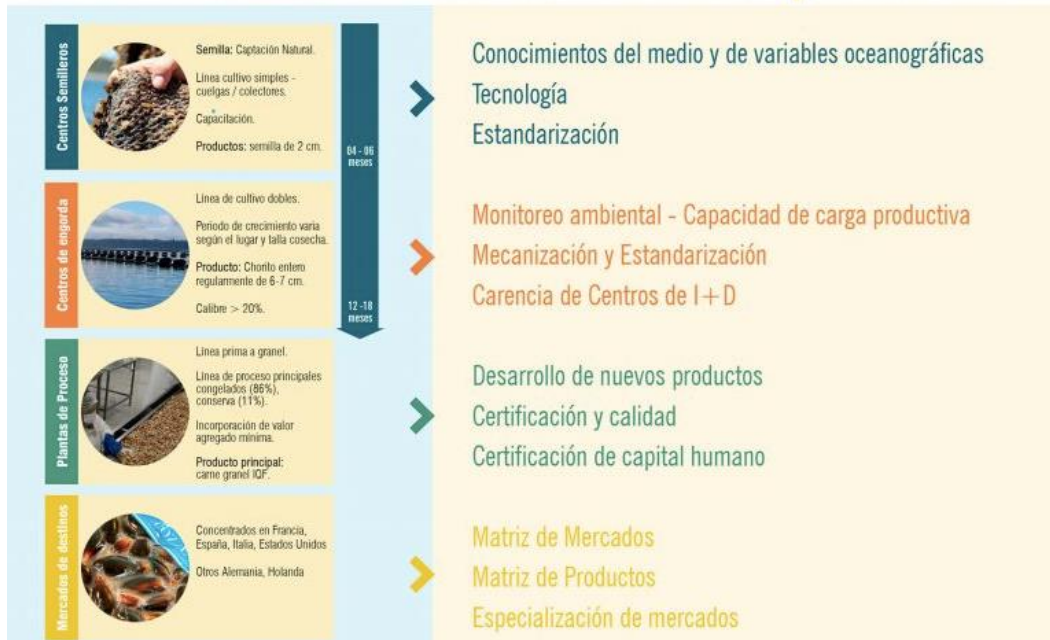 Centros Semilleros
Semilla: Captación Natural.
Línea cultivo simples -
cuelgas / colectores.
Capacitación.
Productos: semilla de 2 cm.
04 - 06
meses
Conocimientos del medio y de variables oceanográficas
Tecnología
Estandarización
Centros de engorda
Línea de cultivo dobles.
Periodo de crecimiento varia
según el lugar y talla cosecha.
Producto: Chorito entero
regularmente de 6-7 cm.
Calibre > 20%.
12 -18
meses
Monitoreo ambiental - Capacidad de carga productiva
Mecanización y Estandarización
Carencia de Centros de I+D
Plantas de Proceso
Línea prima a granel.
Línea de proceso principales
congelados (86%),
conserva (11%).
Incorporación de valor
agregado mínima.
Producto principal:
carne granel IQF.
Desarrollo de nuevos productos
Certificación y calidad
Certificación de capital humano
Mercados de destinos
Concentrados en Francia,
España, Italia, Estados Unidos
Otros Alemania, Holanda
Matriz de Mercados
Matriz de Productos
Especialización de mercados